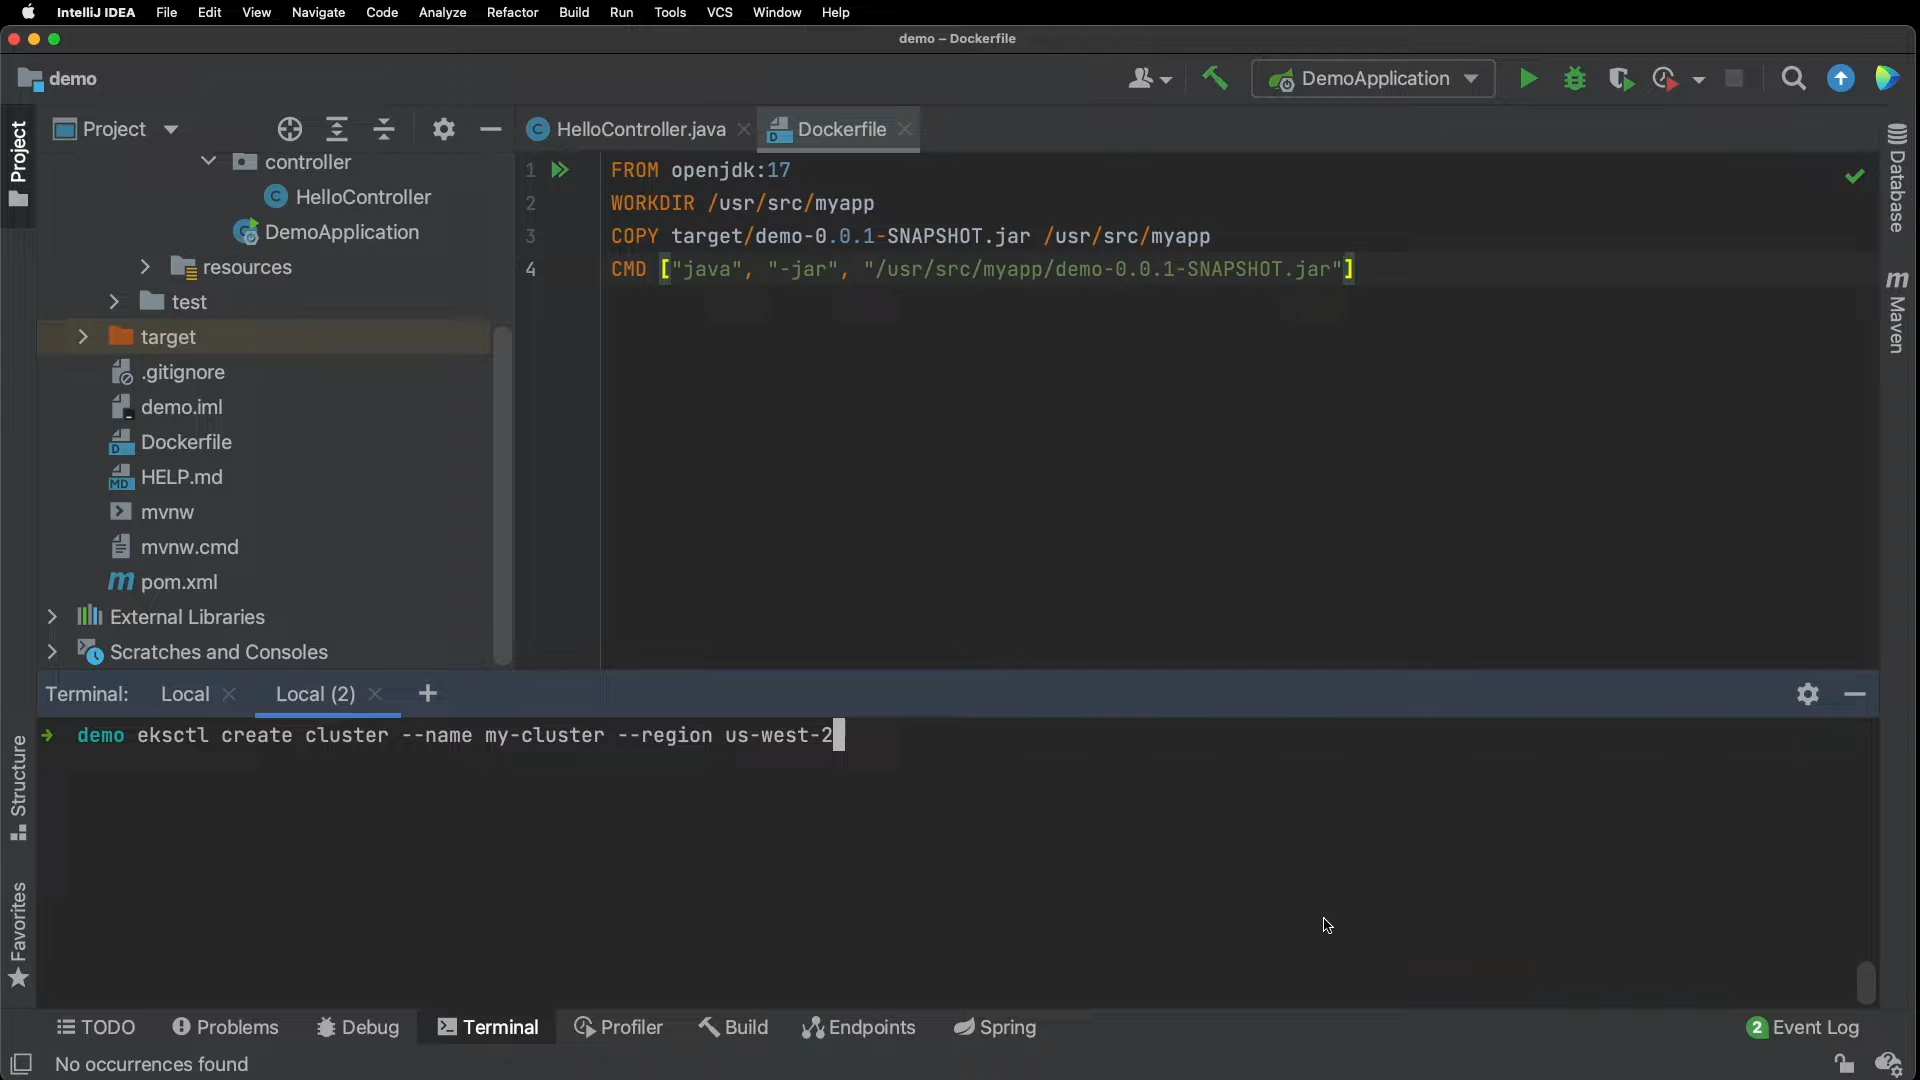 IntelliJ IDEA File Edit View Navigate Code Analyze Refactor Build Run Tools VCS Window Help
demo – Dockerfile
demo
DemoApplication
Project
Project
controller
HelloController
DemoApplication
resources
test
target
.gitignore
demo.iml
D
Dockerfile
MD
HELP.md
mvnw
mvnw.cmd
m pom.xml
External Libraries
Scratches and Consoles
C HelloController.java
D Dockerfile
1 FROM openjdk:17
2 WORKDIR /usr/src/myapp
3 COPY target/demo-0.0.1-SNAPSHOT.jar /usr/src/myapp
4 CMD ["java", "-jar", "/usr/src/myapp/demo-0.0.1-SNAPSHOT.jar"]
Database
m Maven
Terminal: Local Local (2) +
demo eksctl create cluster --name my-cluster --region us-west-2
Structure
Favorites
TODO Problems Debug Terminal Profiler Build Endpoints Spring 2 Event Log
No occurrences found